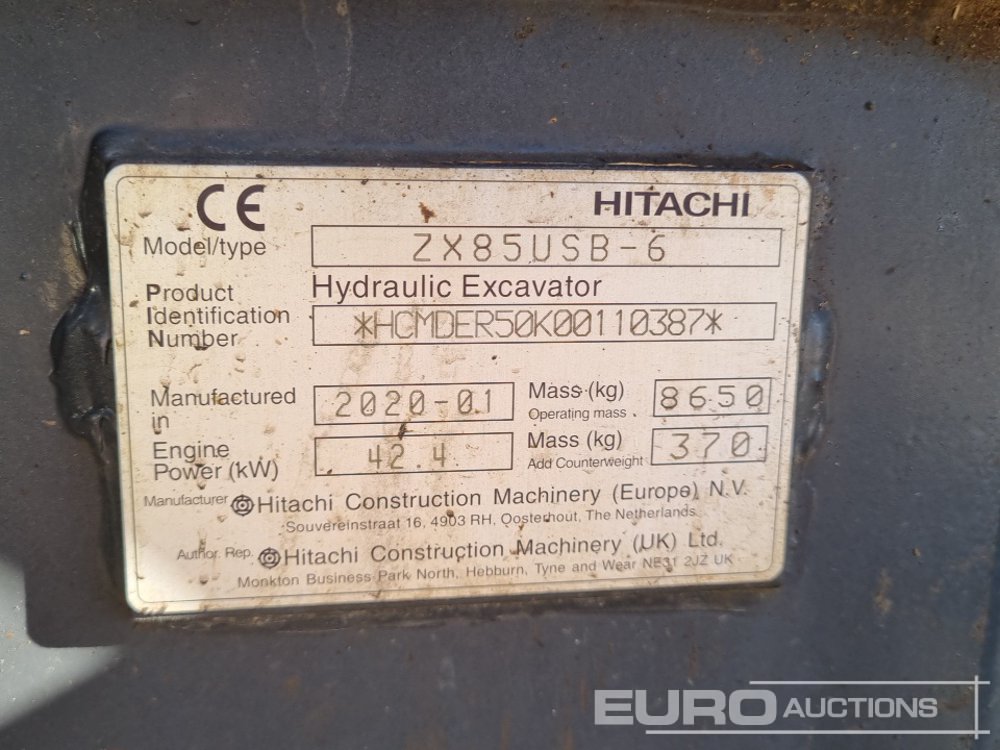 CE HITACHI
Model/type ZX85USB-6
Product Hydraulic Excavator
Identification *HCMDER50K00110387*
Number
Manufactured in 2020-01 Mass (kg) Operating mass 8650
Engine Power (kW) 42.4 Mass (kg) Add Counterweight 370
Manufacturer Hitachi Construction Machinery (Europe) N.V.
Souvereinstraat 16, 4903 RH, Oosterhout, The Netherlands
Author. Rep. Hitachi Construction Machinery (UK) Ltd.
Monkton Business Park North, Hebburn, Tyne and Wear NE31 2JZ UK
EURO AUCTIONS